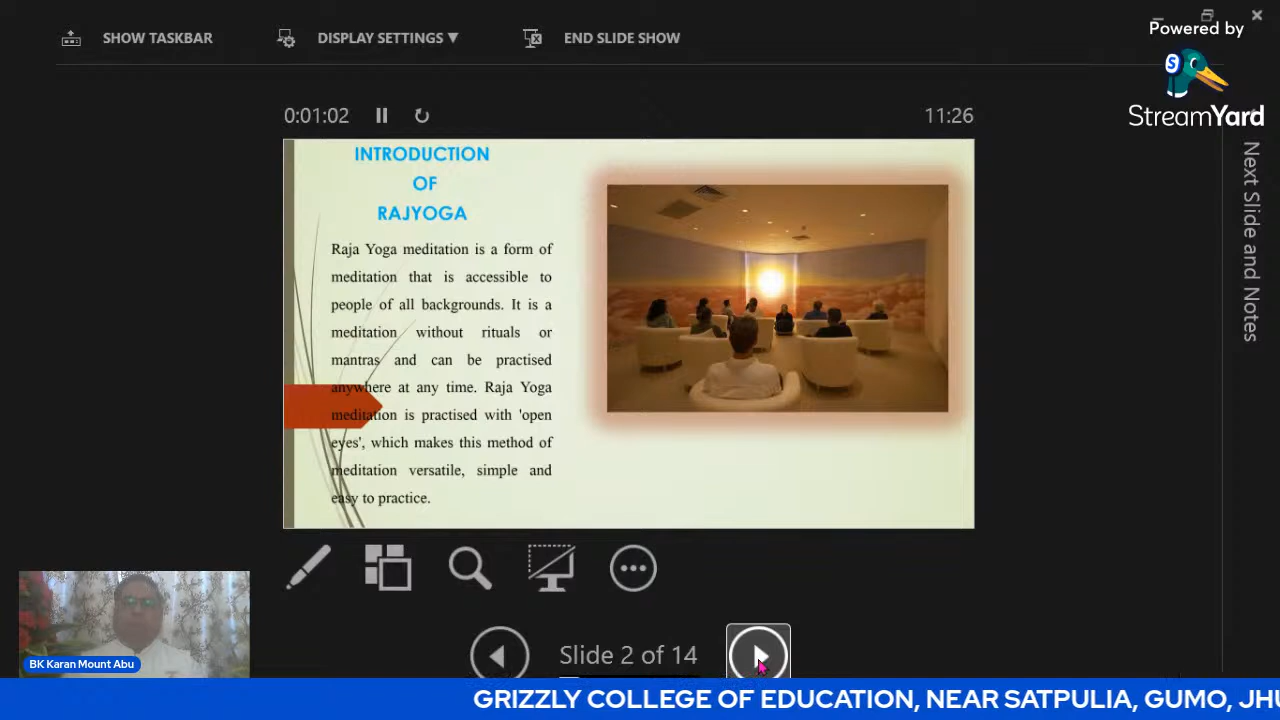 SHOW TASKBAR
DISPLAY SETTINGS ▼
END SLIDE SHOW
Powered by
S
StreamYard
0:01:02
11:26
Next Slide and Notes
INTRODUCTION
OF
RAJYOGA
Raja Yoga meditation is a form of
meditation that is accessible to
people of all backgrounds. It is a
meditation without rituals or
mantras and can be practised
anywhere at any time. Raja Yoga
meditation is practised with 'open
eyes', which makes this method of
meditation versatile, simple and
easy to practice.
Slide 2 of 14
BK Karan Mount Abu
GRIZZLY COLLEGE OF EDUCATION, NEAR SATPULIA, GUMO, JHU